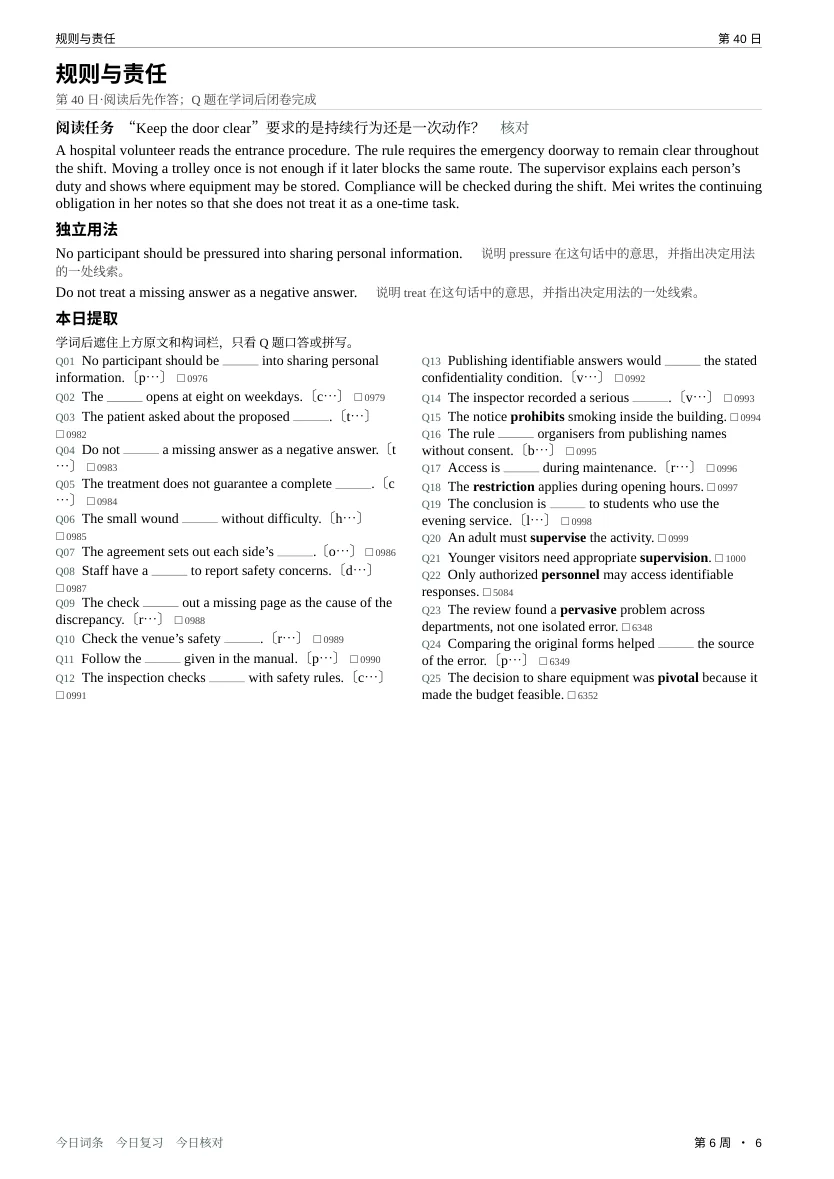 规则与责任 第 40 日
规则与责任
第 40 日·阅读后先作答；Q 题在学词后闭卷完成
阅读任务 “Keep the door clear”要求的是持续行为还是一次动作？ 核对
A hospital volunteer reads the entrance procedure. The rule requires the emergency doorway to remain clear throughout
the shift. Moving a trolley once is not enough if it later blocks the same route. The supervisor explains each person’s
duty and shows where equipment may be stored. Compliance will be checked during the shift. Mei writes the continuing
obligation in her notes so that she does not treat it as a one-time task.
独立用法
No participant should be pressured into sharing personal information. 说明 pressure 在这句话中的意思，并指出决定用法
的一处线索。
Do not treat a missing answer as a negative answer. 说明 treat 在这句话中的意思，并指出决定用法的一处线索。
本日提取
学词后遮住上方原文和构词栏，只看 Q 题口答或拼写。
Q01 No participant should be _____ into sharing personal
information.〔p···〕 □ 0976
Q02 The _____ opens at eight on weekdays.〔c···〕 □ 0979
Q03 The patient asked about the proposed _____.〔t···〕
□ 0982
Q04 Do not _____ a missing answer as a negative answer.〔t
···〕 □ 0983
Q05 The treatment does not guarantee a complete _____.〔c
···〕 □ 0984
Q06 The small wound _____ without difficulty.〔h···〕
□ 0985
Q07 The agreement sets out each side’s _____.〔o···〕 □ 0986
Q08 Staff have a _____ to report safety concerns.〔d···〕
□ 0987
Q09 The check _____ out a missing page as the cause of the
discrepancy.〔r···〕 □ 0988
Q10 Check the venue’s safety _____.〔r···〕 □ 0989
Q11 Follow the _____ given in the manual.〔p···〕 □ 0990
Q12 The inspection checks _____ with safety rules.〔c···〕
□ 0991
Q13 Publishing identifiable answers would _____ the stated
confidentiality condition.〔v···〕 □ 0992
Q14 The inspector recorded a serious _____.〔v···〕 □ 0993
Q15 The notice prohibits smoking inside the building. □ 0994
Q16 The rule _____ organisers from publishing names
without consent.〔b···〕 □ 0995
Q17 Access is _____ during maintenance.〔r···〕 □ 0996
Q18 The restriction applies during opening hours. □ 0997
Q19 The conclusion is _____ to students who use the
evening service.〔l···〕 □ 0998
Q20 An adult must supervise the activity. □ 0999
Q21 Younger visitors need appropriate supervision. □ 1000
Q22 Only authorized personnel may access identifiable
responses. □ 5084
Q23 The review found a pervasive problem across
departments, not one isolated error. □ 6348
Q24 Comparing the original forms helped _____ the source
of the error.〔p···〕 □ 6349
Q25 The decision to share equipment was pivotal because it
made the budget feasible. □ 6352
今日词条 今日复习 今日核对 第 6 周 · 6